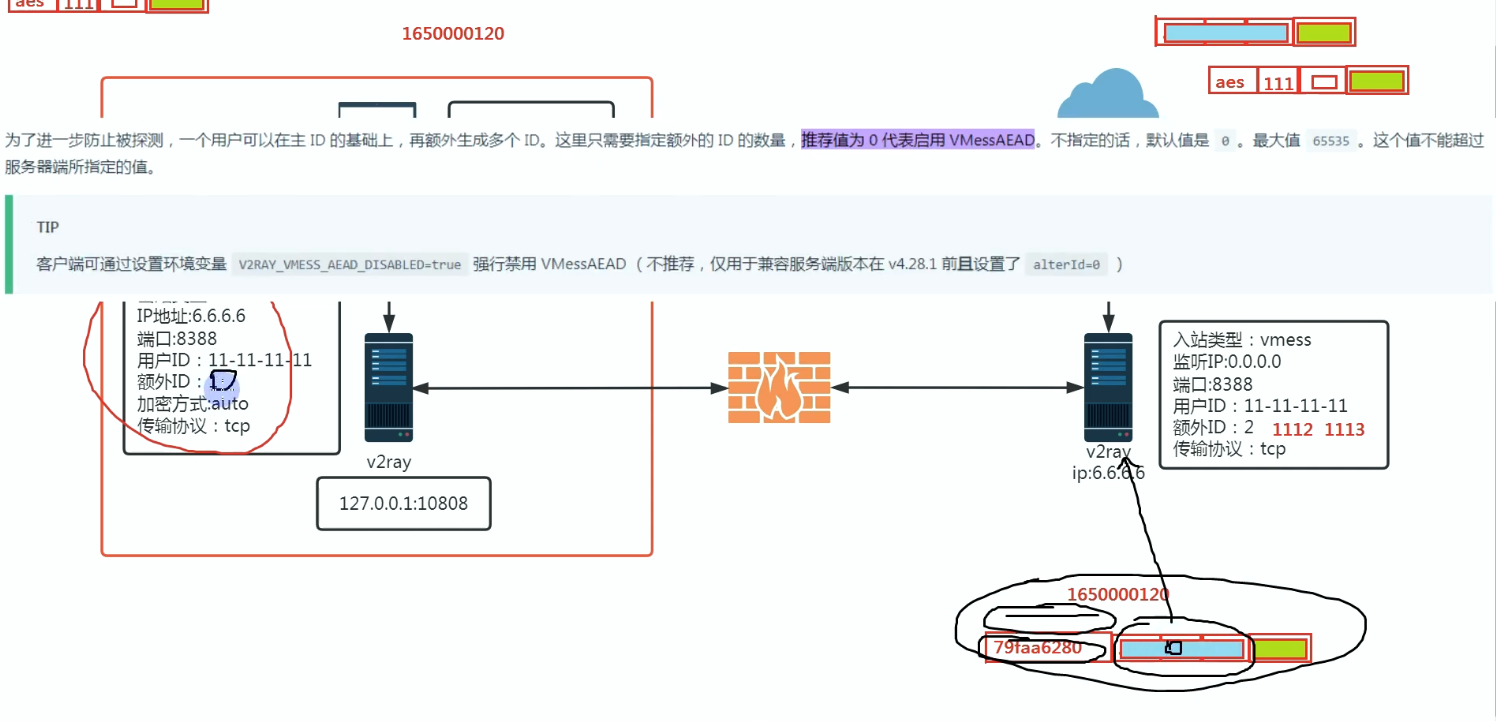 aes 111
1650000120
aes 111
为了进一步防止被探测，一个用户可以在主 ID 的基础上，再额外生成多个 ID。这里只需要指定额外的 ID 的数量，推荐值为 0 代表启用 VMessAEAD。不指定的话，默认值是 0 。最大值 65535 。这个值不能超过
服务器端所指定的值。
TIP
客户端可通过设置环境变量 V2RAY_VMESS_AEAD_DISABLED=true 强行禁用 VMessAEAD（不推荐，仅用于兼容服务端版本在 v4.28.1 前且设置了 alterId=0 ）
IP地址:6.6.6.6
端口:8388
用户ID：11-11-11-11
额外ID：
加密方式:auto
传输协议：tcp
v2ray
127.0.0.1:10808
入站类型：vmess
监听IP:0.0.0.0
端口:8388
用户ID：11-11-11-11
额外ID：2 1112 1113
传输协议：tcp
v2ray
ip:6.6.6.6
1650000120
79faa6280